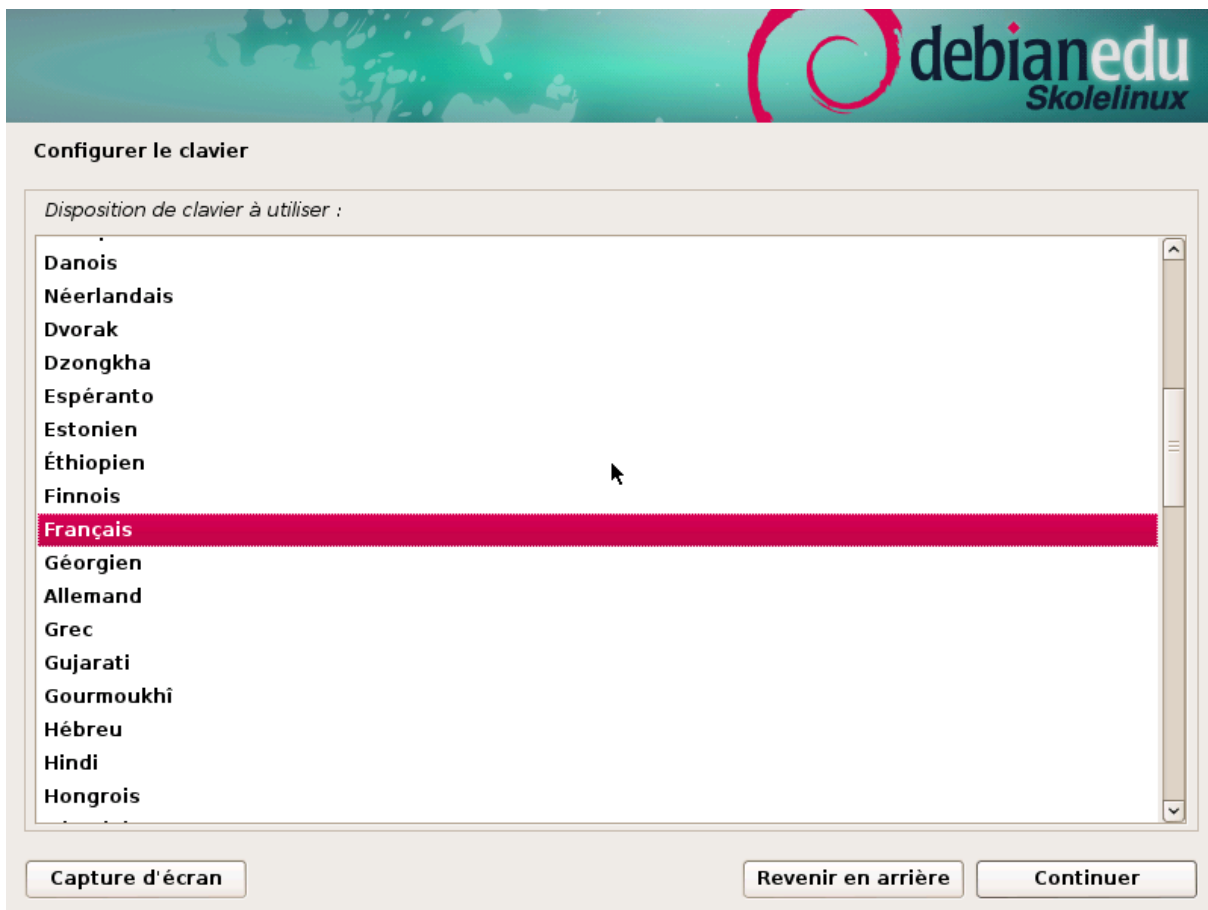 debianedu
Skolelinux
Configurer le clavier
Disposition de clavier à utiliser :
Danois
Néerlandais
Dvorak
Dzongkha
Espéranto
Estonien
Éthiopien
Finnois
Français
Géorgien
Allemand
Grec
Gujarati
Gourmoukhî
Hébreu
Hindi
Hongrois
Capture d'écran
Revenir en arrière
Continuer